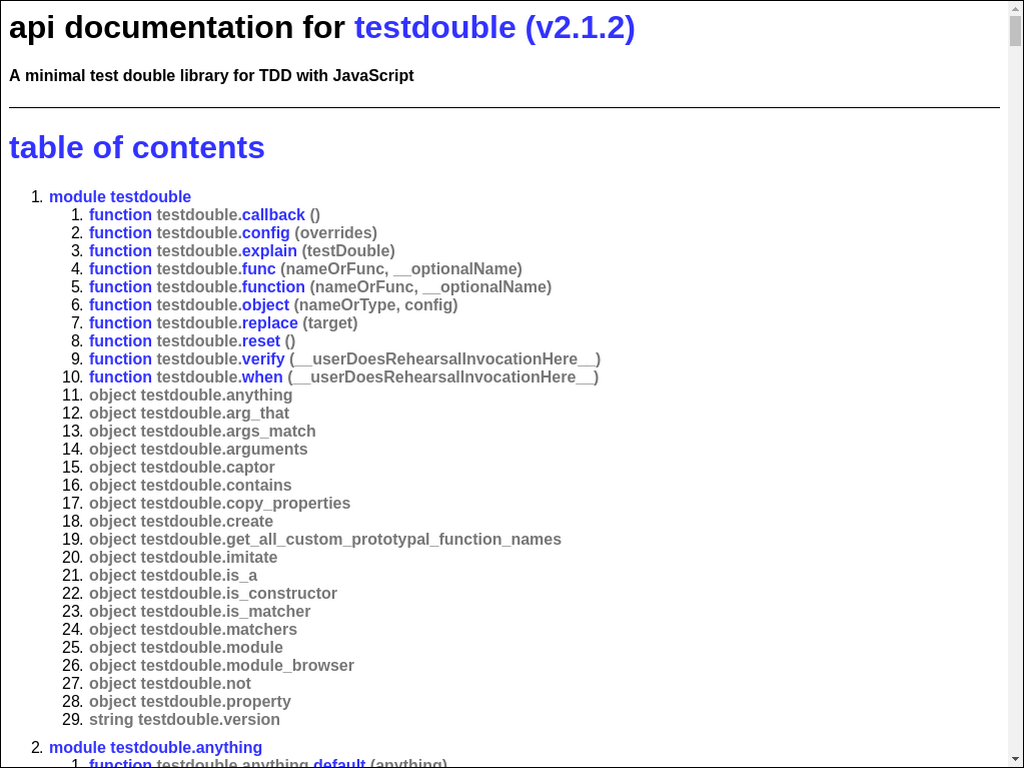 api documentation for testdouble (v2.1.2)
A minimal test double library for TDD with JavaScript
table of contents
1. module testdouble
1. function testdouble.callback ()
2. function testdouble.config (overrides)
3. function testdouble.explain (testDouble)
4. function testdouble.func (nameOrFunc, __optionalName)
5. function testdouble.function (nameOrFunc, __optionalName)
6. function testdouble.object (nameOrType, config)
7. function testdouble.replace (target)
8. function testdouble.reset ()
9. function testdouble.verify (__userDoesRehearsalInvocationHere__)
10. function testdouble.when (__userDoesRehearsalInvocationHere__)
11. object testdouble.anything
12. object testdouble.arg_that
13. object testdouble.args_match
14. object testdouble.arguments
15. object testdouble.captor
16. object testdouble.contains
17. object testdouble.copy_properties
18. object testdouble.create
19. object testdouble.get_all_custom_prototypal_function_names
20. object testdouble.imitate
21. object testdouble.is_a
22. object testdouble.is_constructor
23. object testdouble.is_matcher
24. object testdouble.matchers
25. object testdouble.module
26. object testdouble.module_browser
27. object testdouble.not
28. object testdouble.property
29. string testdouble.version
2. module testdouble.anything
1. function testdouble.anything.default (anything)